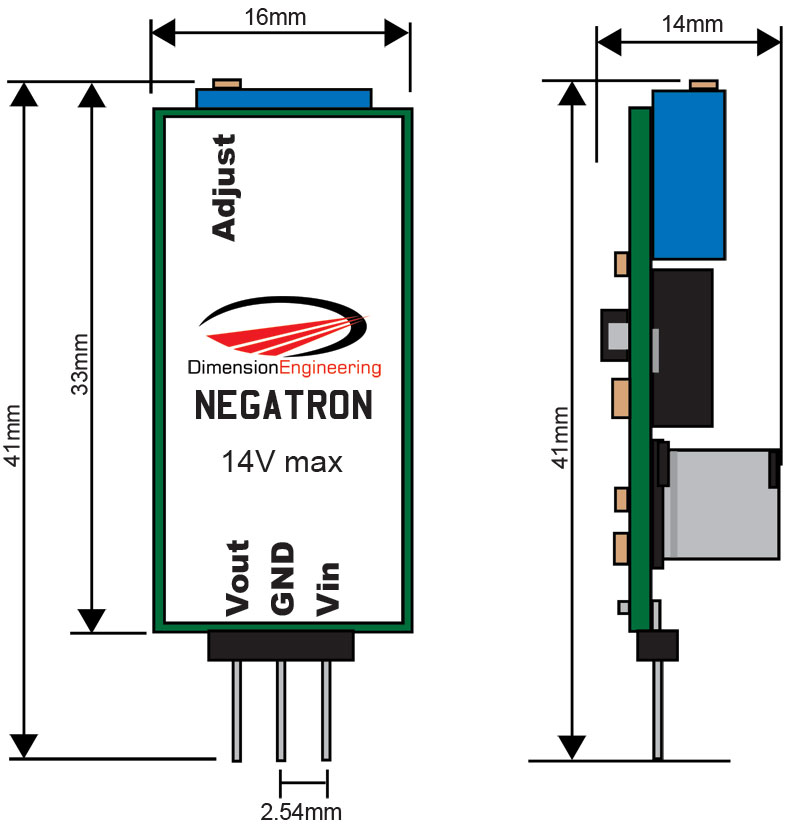 16mm
14mm
Adjust
33mm
41mm
DimensionEngineering
NEGATRON
14V max
41mm
Vout
GND
Vin
2.54mm